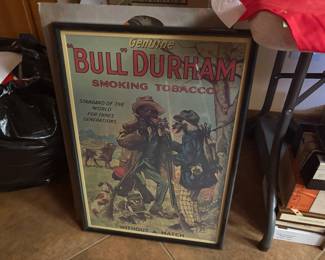 Genuine
"BULL" DURHAM
SMOKING TOBACCO
STANDARD OF THE
WORLD
FOR THREE
GENERATIONS
WITHOUT A MATCH